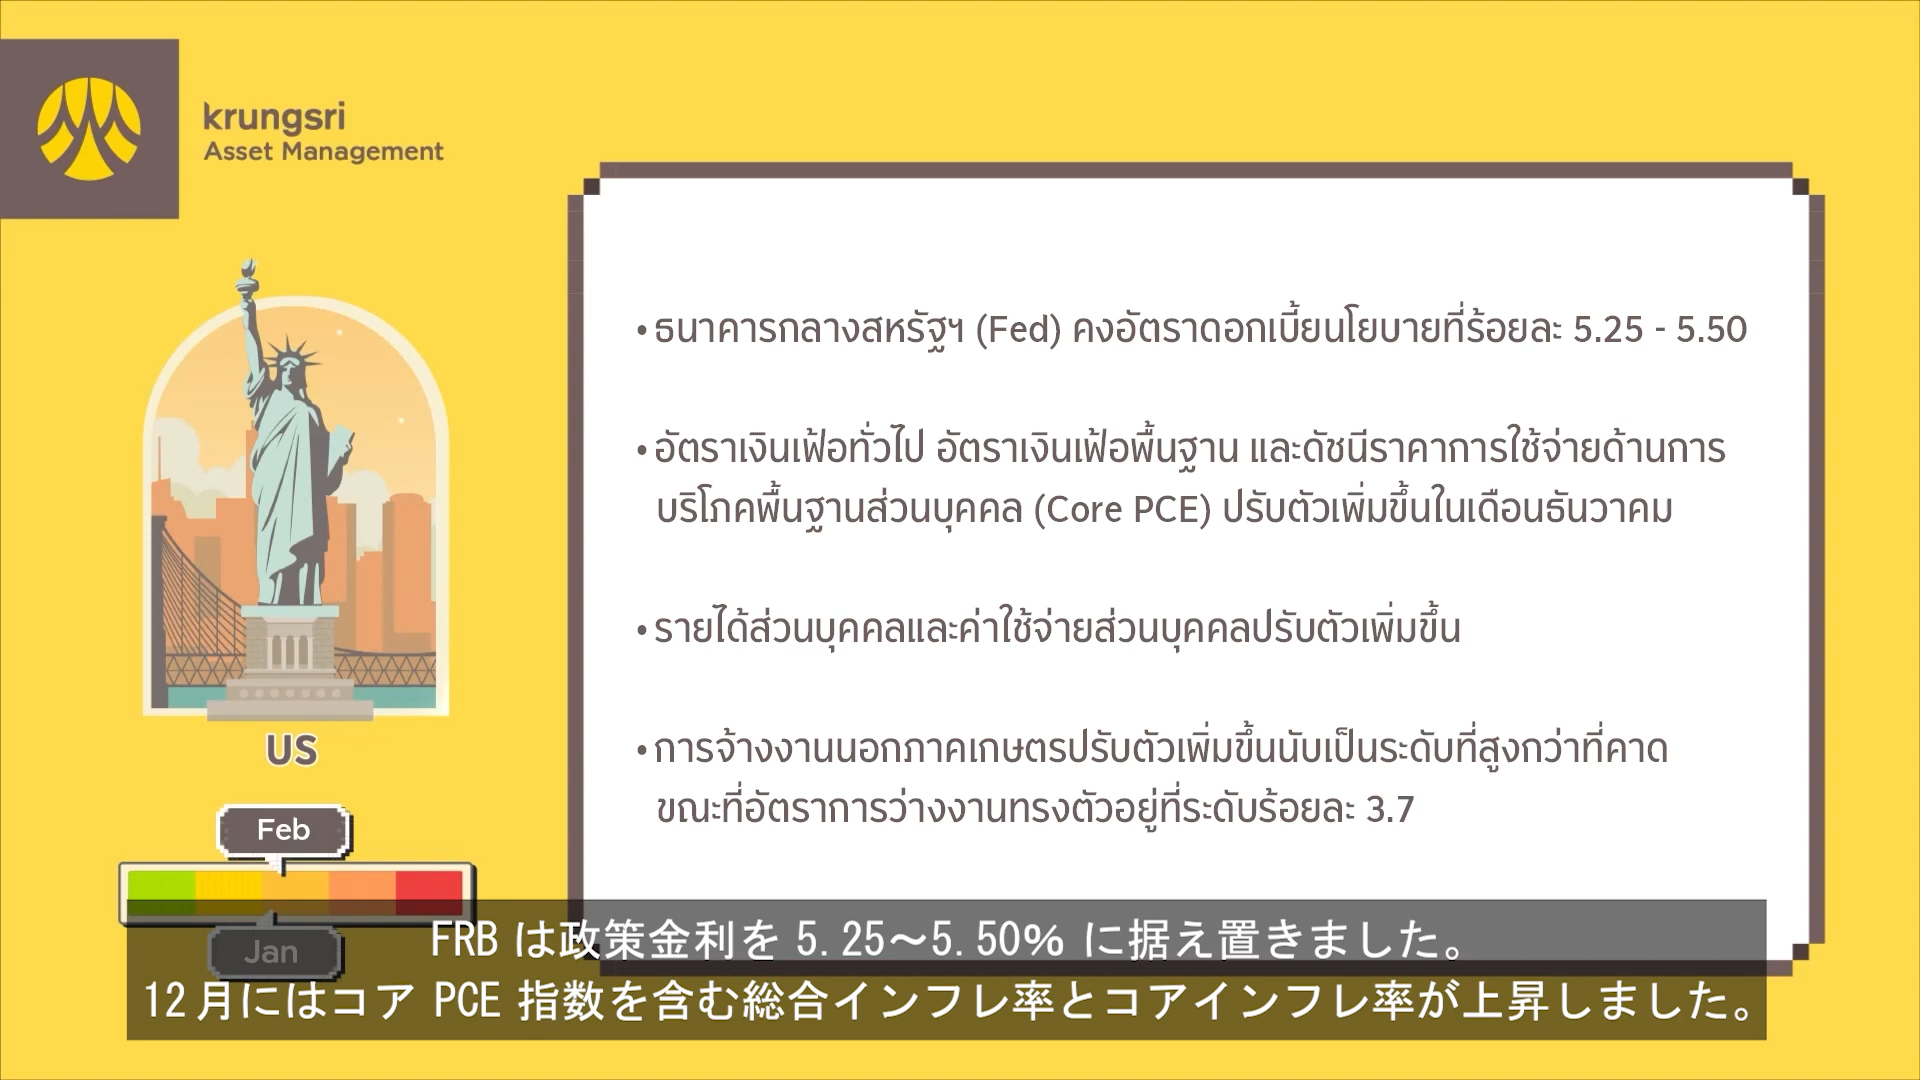 krungsri
Asset Management
• ธนาคารกลางสหรัฐฯ (Fed) คงอัตราดอกเบี้ยนโยบายที่ร้อยละ 5.25 - 5.50
• อัตราเงินเฟ้อทั่วไป อัตราเงินเฟ้อพื้นฐาน และดัชนีราคาการใช้จ่ายด้านการ
บริโภคพื้นฐานส่วนบุคคล (Core PCE) ปรับตัวเพิ่มขึ้นในเดือนธันวาคม
• รายได้ส่วนบุคคลและค่าใช้จ่ายส่วนบุคคลปรับตัวเพิ่มขึ้น
• การจ้างงานนอกภาคเกษตรปรับตัวเพิ่มขึ้นนับเป็นระดับที่สูงกว่าที่คาด
ขณะที่อัตราการว่างงานทรงตัวอยู่ที่ระดับร้อยละ 3.7
US
Feb
Jan
FRB は政策金利を 5.25～5.50% に据え置きました。
12月にはコア PCE 指数を含む総合インフレ率とコアインフレ率が上昇しました。